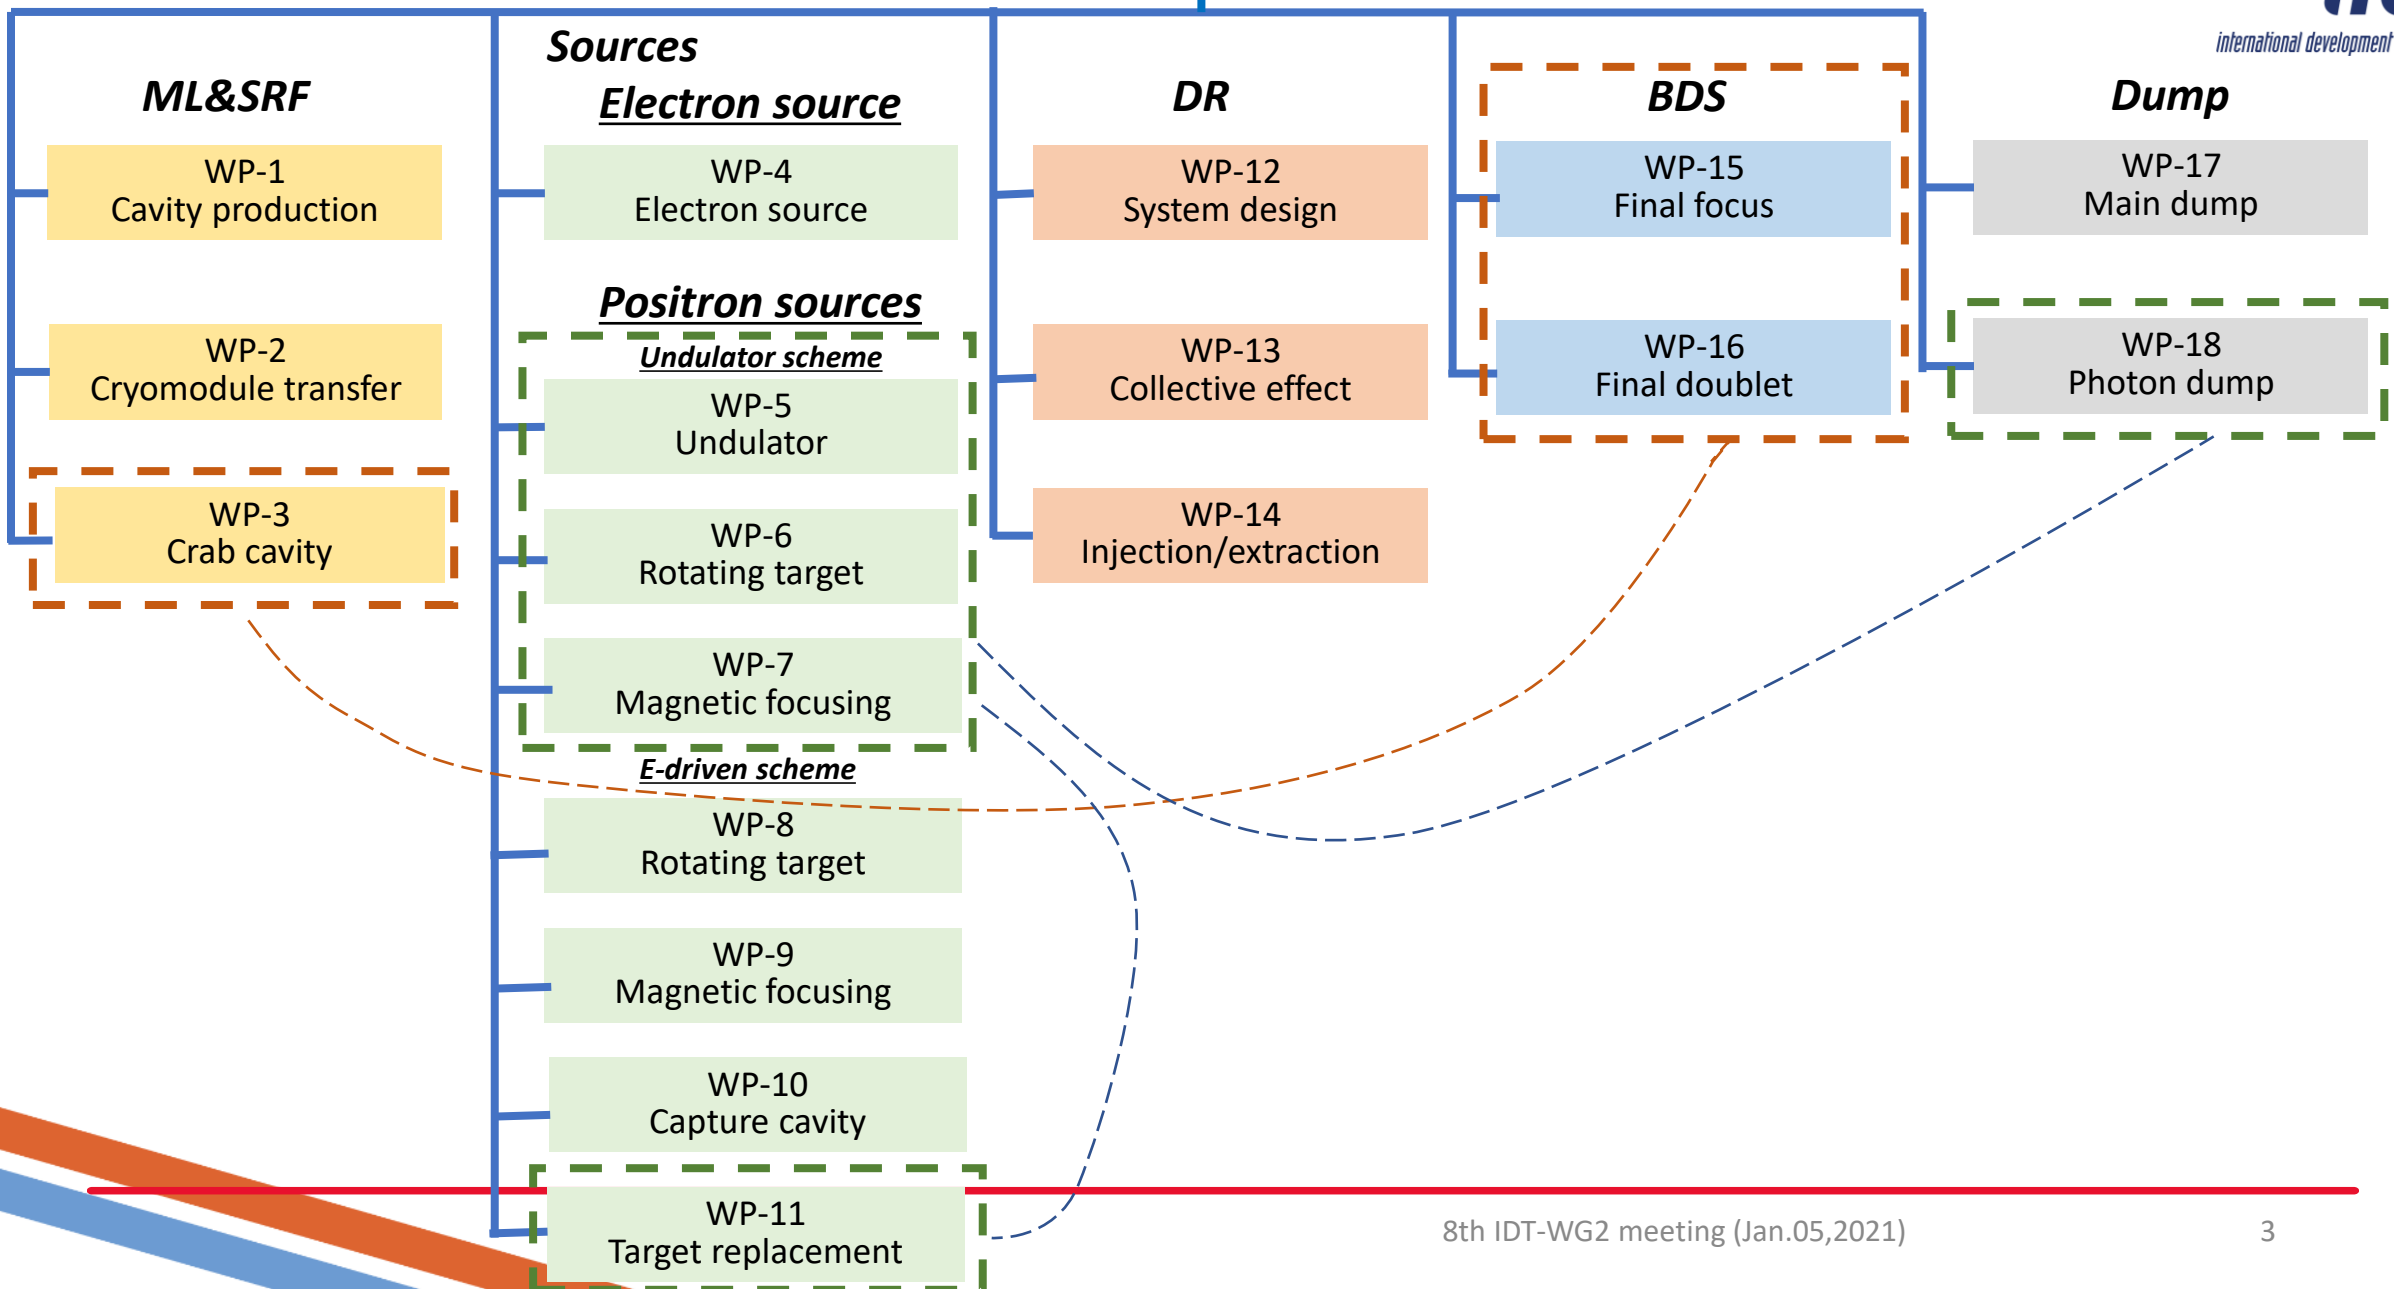 international development
ML&SRF
WP-1
Cavity production
WP-2
Cryomodule transfer
WP-3
Crab cavity
Sources
Electron source
WP-4
Electron source
Positron sources
Undulator scheme
WP-5
Undulator
WP-6
Rotating target
WP-7
Magnetic focusing
E-driven scheme
WP-8
Rotating target
WP-9
Magnetic focusing
WP-10
Capture cavity
WP-11
Target replacement
DR
WP-12
System design
WP-13
Collective effect
WP-14
Injection/extraction
BDS
WP-15
Final focus
WP-16
Final doublet
Dump
WP-17
Main dump
WP-18
Photon dump
8th IDT-WG2 meeting (Jan.05,2021)
3